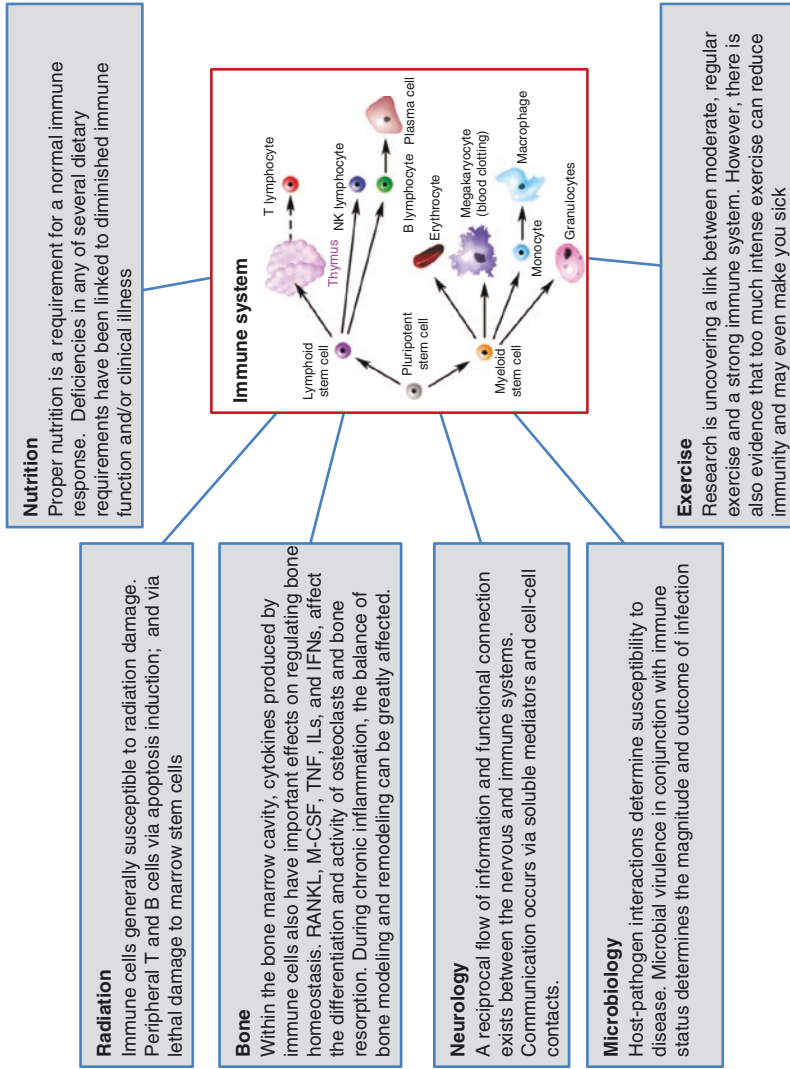 Radiation
Immune cells generally susceptible to radiation damage.
Peripheral T and B cells via apoptosis induction; and via
lethal damage to marrow stem cells
Bone
Within the bone marrow cavity, cytokines produced by
immune cells also have important effects on regulating bone
homeostasis. RANKL, M-CSF, TNF, ILs, and IFNs, affect
the differentiation and activity of osteoclasts and bone
resorption. During chronic inflammation, the balance of
bone modeling and remodeling can be greatly affected.
Neurology
A reciprocal flow of information and functional connection
exists between the nervous and immune systems.
Communication occurs via soluble mediators and cell-cell
contacts.
Microbiology
Host-pathogen interactions determine susceptibility to
disease. Microbial virulence in conjunction with immune
status determines the magnitude and outcome of infection
Nutrition
Proper nutrition is a requirement for a normal immune
response. Deficiencies in any of several dietary
requirements have been linked to diminished immune
function and/or clinical illness
Immune system
T lymphocyte
Thymus
NK lymphocyte
Plasma cell
B lymphocyte
Lymphoid
stem cell
Pluripotent
stem cell
Myeloid
stem cell
Erythrocyte
Megakaryocyte
(blood clotting)
Monocyte
Macrophage
Granulocytes
Exercise
Research is uncovering a link between moderate, regular
exercise and a strong immune system. However, there is
also evidence that too much intense exercise can reduce
immunity and may even make you sick